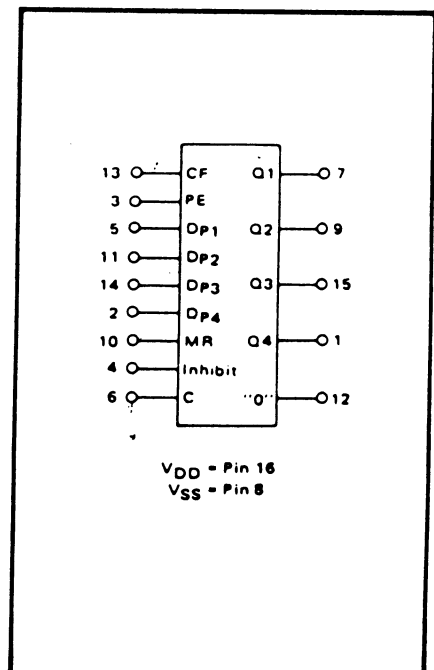 13 CF Q1 7
3 PE
5 DP1 Q2 9
11 DP2
14 DP3 Q3 15
2 DP4
10 MR Q4 1
4 Inhibit
6 C "0" 12
VDD = Pin 16
VSS = Pin 8